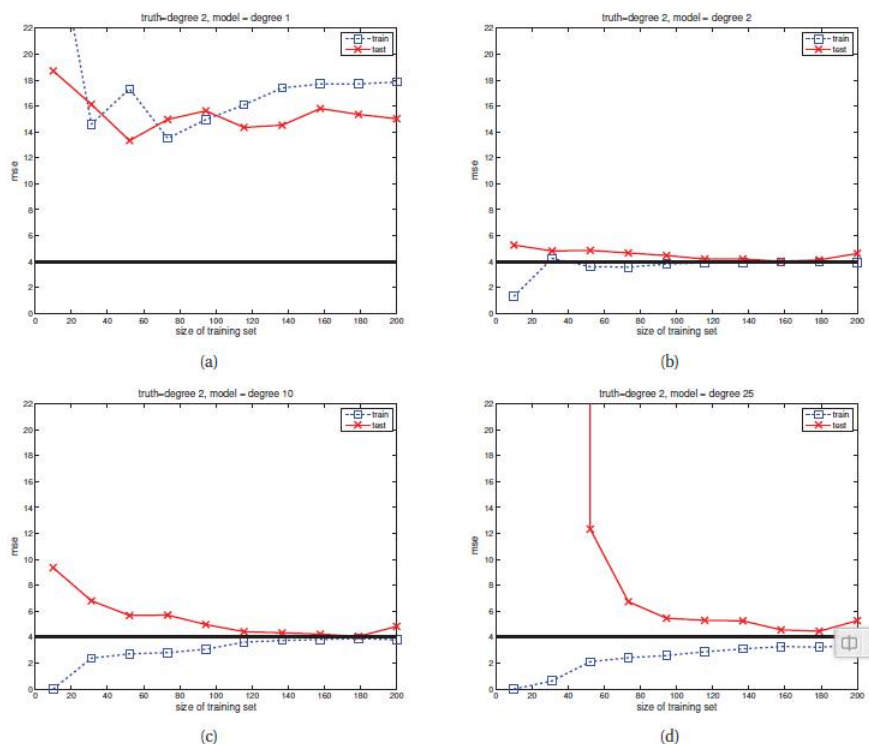 truth=degree 2, model = degree 1
22
20
18
16
14
12
10
8
6
4
2
0
mse
train
test
0 20 40 60 80 100 120 140 160 180 200
size of training set
(a)
truth=degree 2, model = degree 2
22
20
18
16
14
12
10
8
6
4
2
0
mse
train
test
0 20 40 60 80 100 120 140 160 180 200
size of training set
(b)
truth=degree 2, model = degree 10
22
20
18
16
14
12
10
8
6
4
2
0
mse
train
test
0 20 40 60 80 100 120 140 160 180 200
size of training set
(c)
truth=degree 2, model = degree 25
22
20
18
16
14
12
10
8
6
4
2
0
mse
train
test
0 20 40 60 80 100 120 140 160 180 200
size of training set
(d)